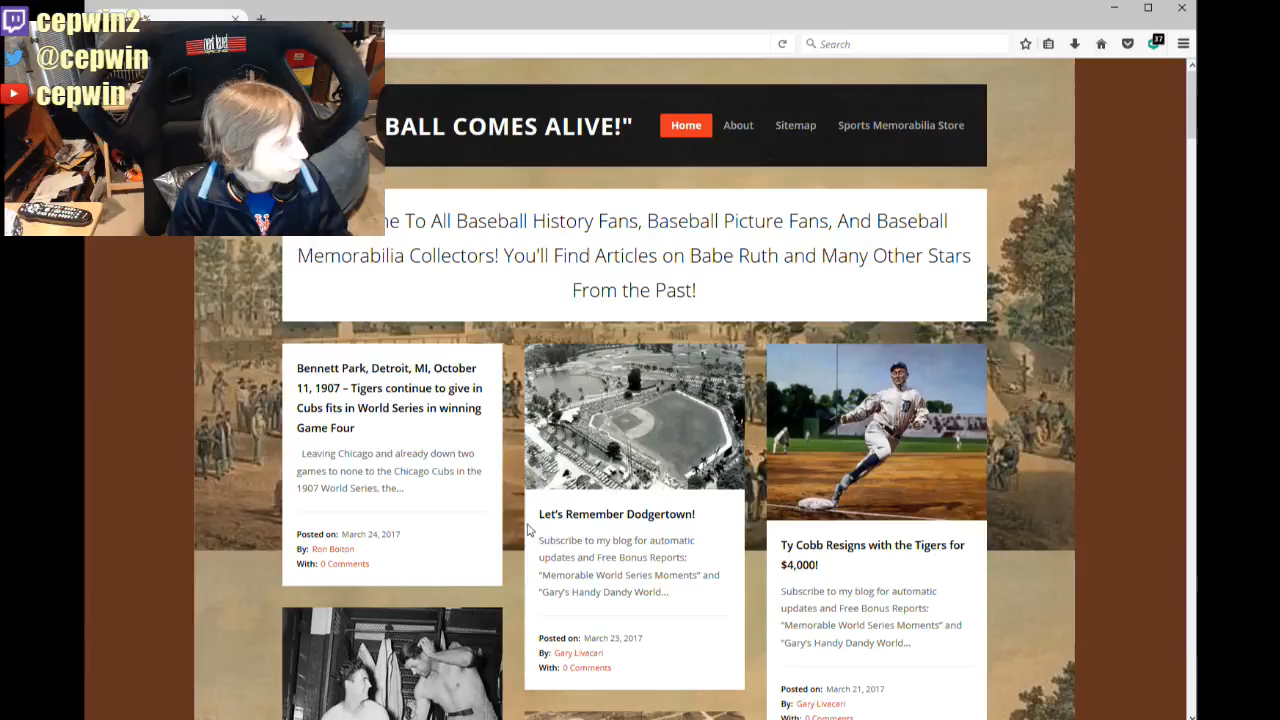 cepwin2
@cepwin
cepwin
Search
37
BALL COMES ALIVE!"
Home
About
Sitemap
Sports Memorabilia Store
e To All Baseball History Fans, Baseball Picture Fans, And Baseball
Memorabilia Collectors! You'll Find Articles on Babe Ruth and Many Other Stars
From the Past!
Bennett Park, Detroit, MI, October
11, 1907 – Tigers continue to give in
Cubs fits in World Series in winning
Game Four
Leaving Chicago and already down two
games to none to the Chicago Cubs in the
1907 World Series, the...
Posted on: March 24, 2017
By: Ron Bolton
With: 0 Comments
Let's Remember Dodgertown!
Subscribe to my blog for automatic
updates and Free Bonus Reports:
"Memorable World Series Moments" and
"Gary's Handy Dandy World...
Posted on: March 23, 2017
By: Gary Livacari
With: 0 Comments
Ty Cobb Resigns with the Tigers for
$4,000!
Subscribe to my blog for automatic
updates and Free Bonus Reports:
"Memorable World Series Moments" and
"Gary's Handy Dandy World...
Posted on: March 21, 2017
By: Gary Livacari
With: 0 Comments